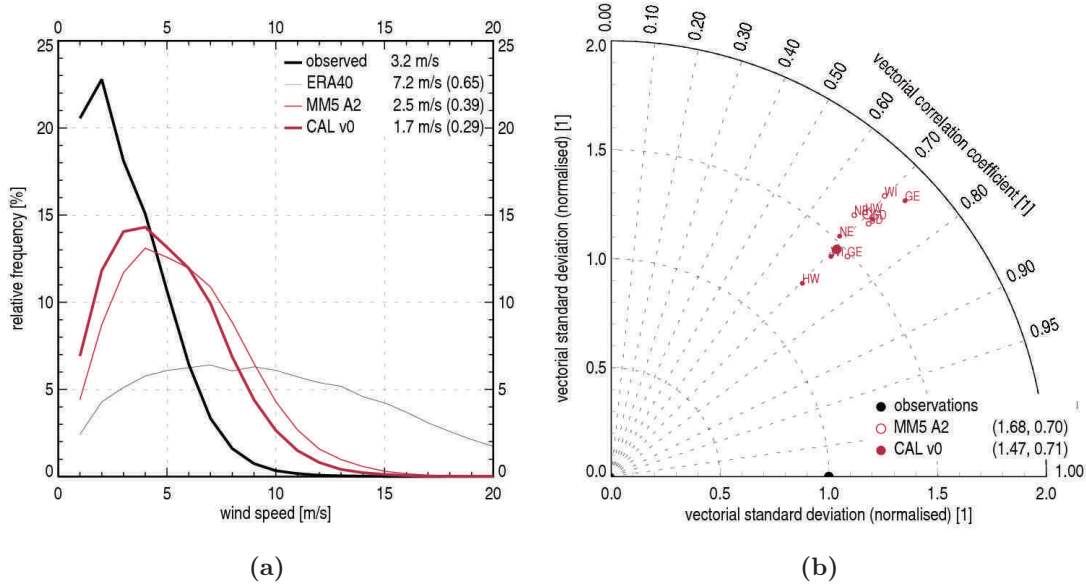 0 5 10 15 20
25 25
20 20
15 15
10 10
5 5
0 0
0 5 10 15 20
relative frequency [%]
wind speed [m/s]
observed 3.2 m/s
ERA40 7.2 m/s (0.65)
MM5 A2 2.5 m/s (0.39)
CAL v0 1.7 m/s (0.29)
(a)
0.00 0.10 0.20 0.30 0.40 0.50 0.60 0.70 0.80 0.90 0.95 1.00
vectorial correlation coefficient [1]
2.0
1.5
1.0
0.5
0.0
vectorial standard deviation (normalised) [1]
WI GE
NE HW
NE
GE
HW
observations
MM5 A2 (1.68, 0.70)
CAL v0 (1.47, 0.71)
0.0 0.5 1.0 1.5 2.0
vectorial standard deviation (normalised) [1]
(b)